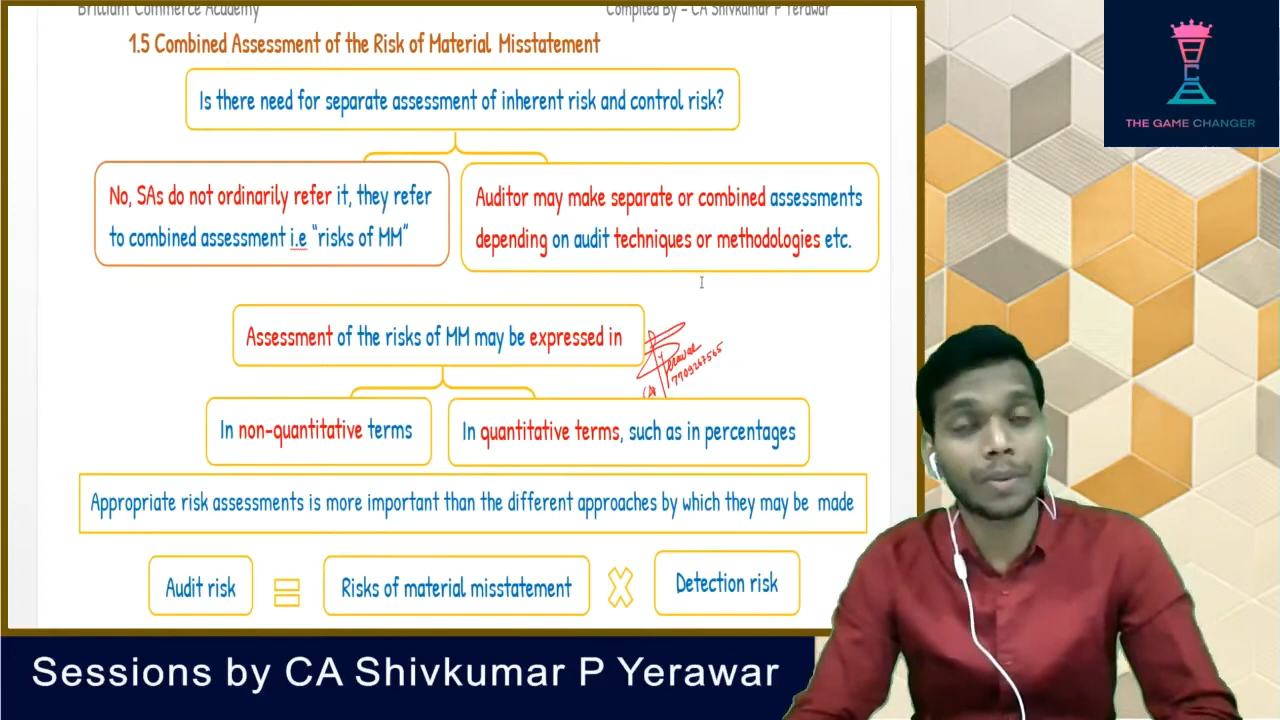 Brilliant Commerce Academy
Compiled By – CA Shivkumar P Yerawar
1.5 Combined Assessment of the Risk of Material Misstatement
Is there need for separate assessment of inherent risk and control risk?
No, SAs do not ordinarily refer it, they refer
to combined assessment i.e "risks of MM"
Auditor may make separate or combined assessments
depending on audit techniques or methodologies etc.
Assessment of the risks of MM may be expressed in
Yerawar
7709267565
In non-quantitative terms
In quantitative terms, such as in percentages
Appropriate risk assessments is more important than the different approaches by which they may be made
Audit risk = Risks of material misstatement X Detection risk
THE GAME CHANGER
Sessions by CA Shivkumar P Yerawar